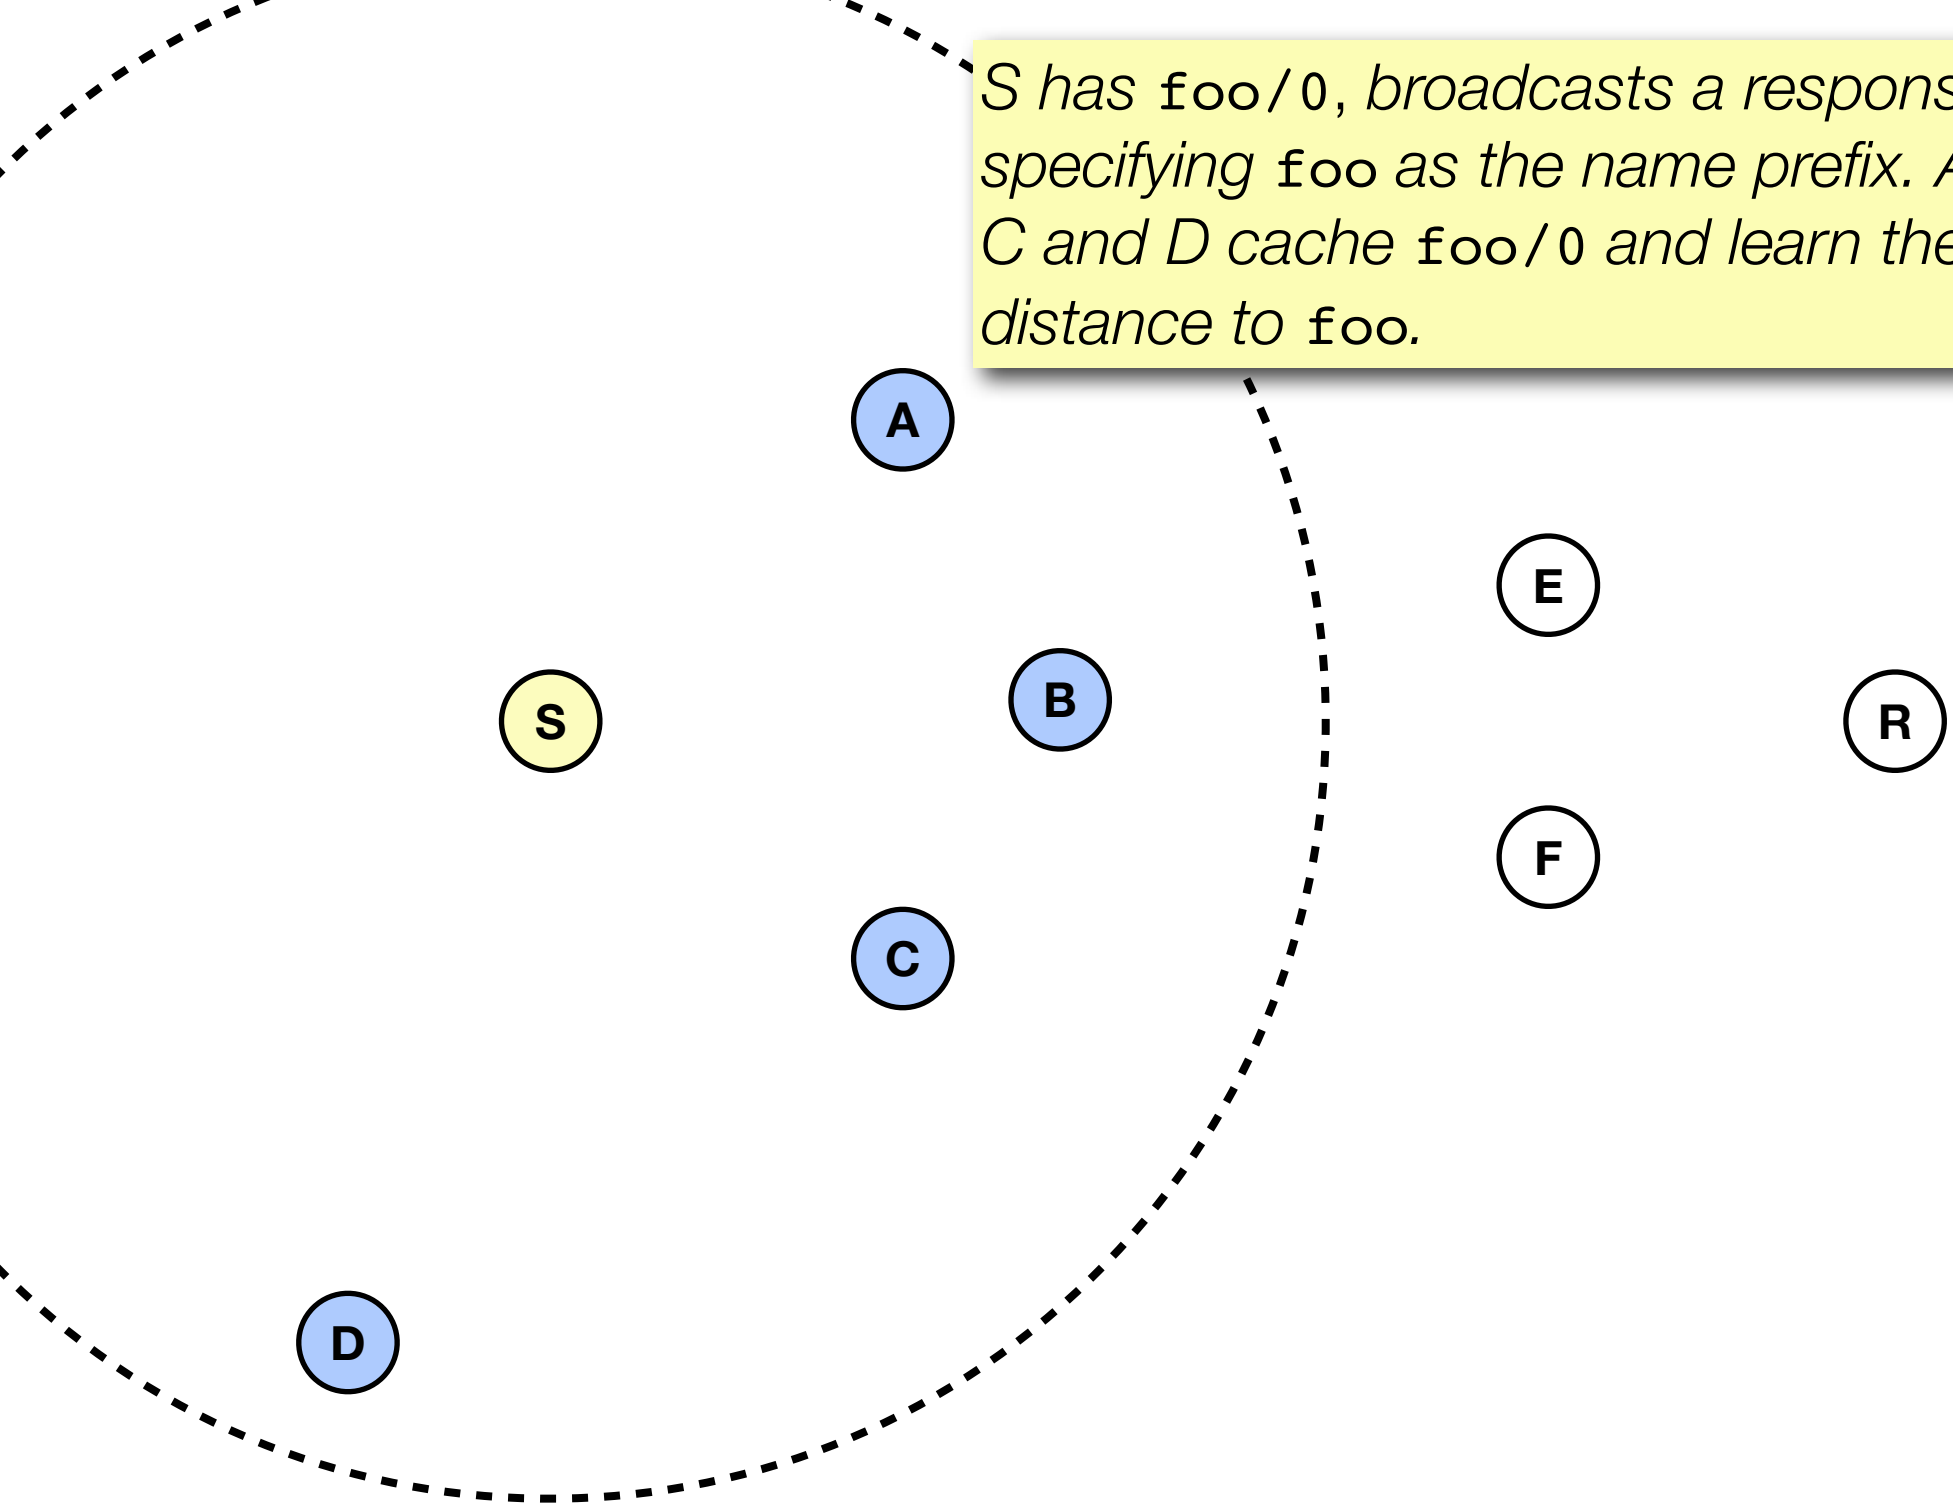 S has foo/0, broadcasts a respons
specifying foo as the name prefix. A
C and D cache foo/0 and learn the
distance to foo.
A
E
S
B
R
F
C
D